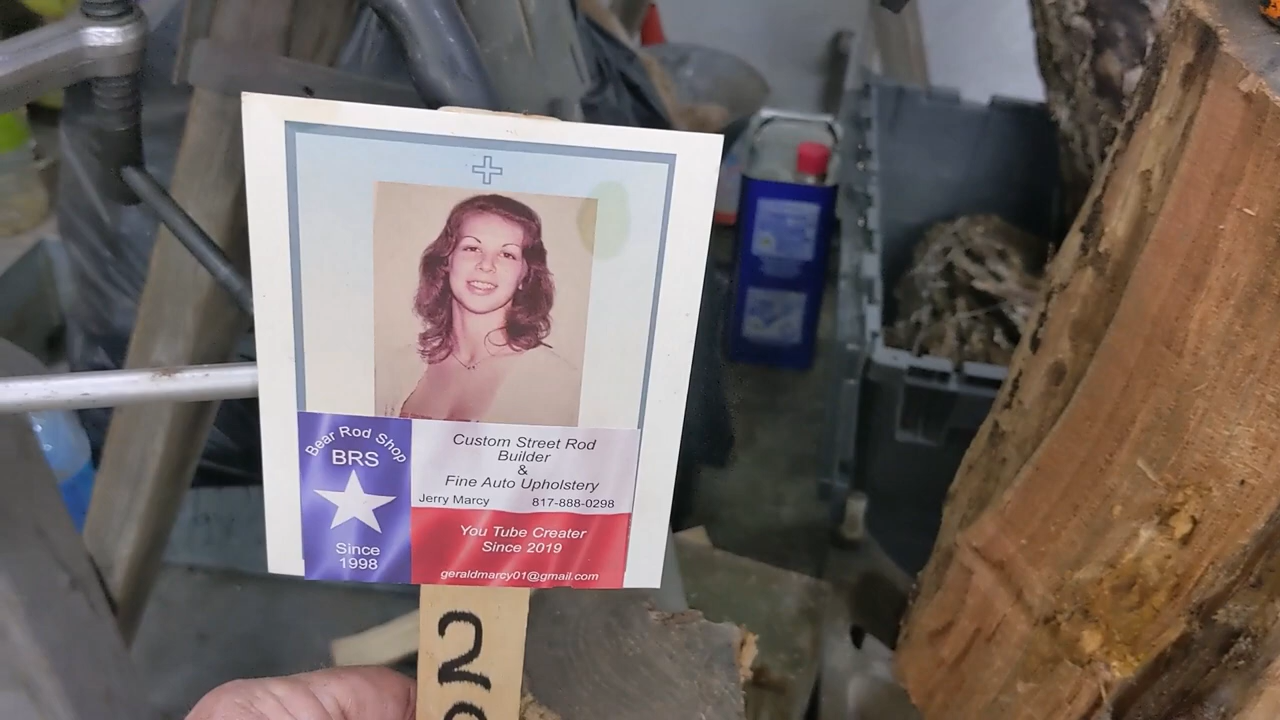 Bear Rod Shop
BRS
Since
1998
Custom Street Rod
Builder
&
Fine Auto Upholstery
Jerry Marcy 817-888-0298
You Tube Creater
Since 2019
geraldmarcy01@gmail.com
2